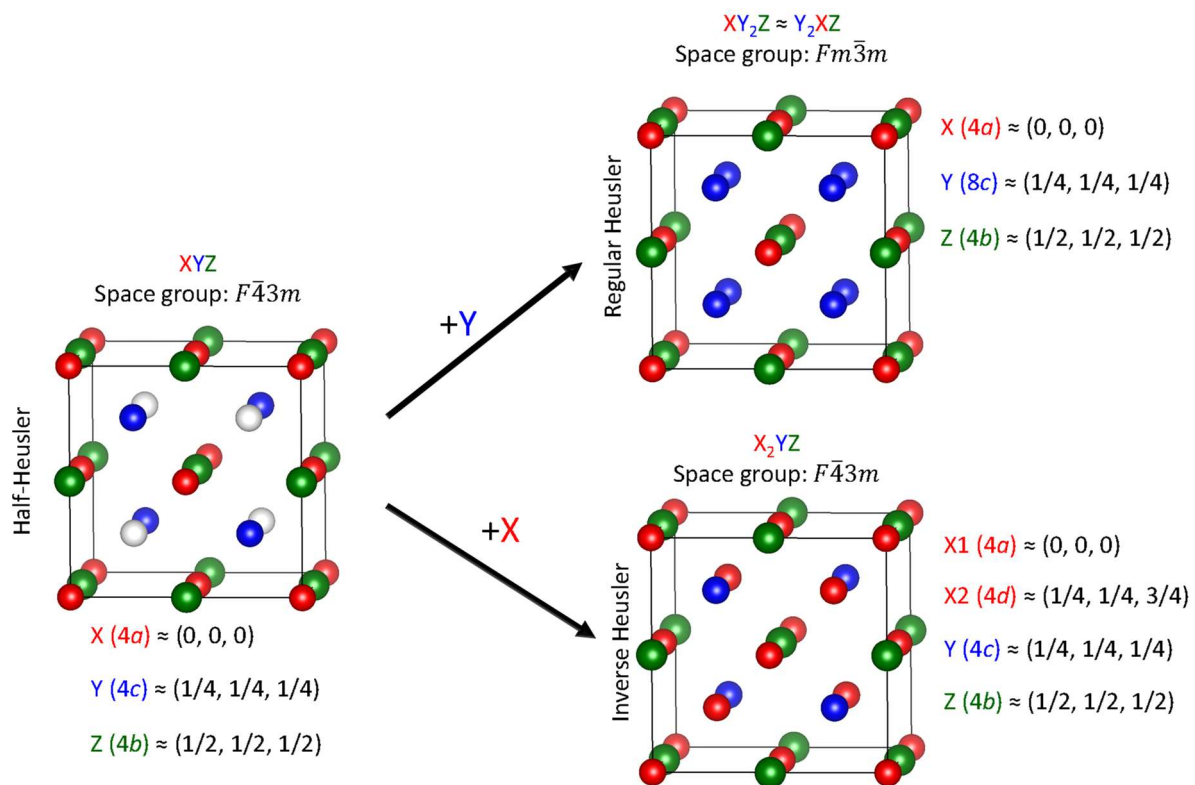 XY₂Z ≈ Y₂XZ
Space group: Fm3̅m
Regular Heusler
X (4a) ≈ (0, 0, 0)
Y (8c) ≈ (1/4, 1/4, 1/4)
Z (4b) ≈ (1/2, 1/2, 1/2)
XYZ
Space group: F4̅3m
Half-Heusler
X (4a) ≈ (0, 0, 0)
Y (4c) ≈ (1/4, 1/4, 1/4)
Z (4b) ≈ (1/2, 1/2, 1/2)
+Y
+X
X₂YZ
Space group: F4̅3m
Inverse Heusler
X1 (4a) ≈ (0, 0, 0)
X2 (4d) ≈ (1/4, 1/4, 3/4)
Y (4c) ≈ (1/4, 1/4, 1/4)
Z (4b) ≈ (1/2, 1/2, 1/2)